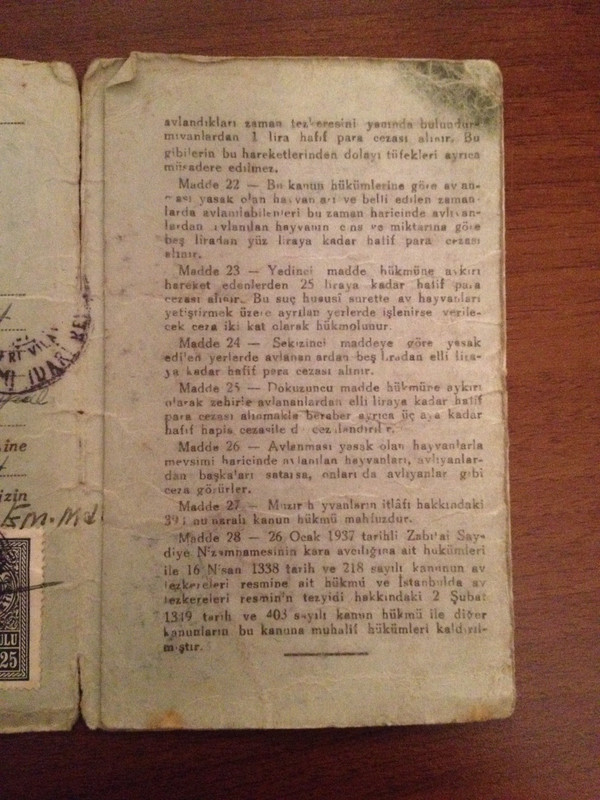 avlandıkları zaman tezkeresini yanında bulundur-
mıyanlardan 1 lira hafif para cezası alınır. Bu
gibilerin bu hareketlerinden dolayı tüfekleri ayrıca
müsadere edilmez.
Madde 22 — Bu kanun hükümlerine göre avlan-
ması yasak olan hayvanları ve belli edilen zaman-
larda avlanılabilenleri bu zaman haricinde avlıyan-
lardan avlanılan hayvanın cins ve miktarına göre
beş liradan yüz liraya kadar hafif para cezası
alınır.
Madde 23 — Yedinci madde hükmüne aykırı
hareket edenlerden 25 liraya kadar hafif para
cezası alınır. Bu suç hususi surette av hayvanları
yetiştirmek üzere ayrılan yerlerde işlenirse verile-
cek ceza iki kat olarak hükmolunur.
Madde 24 — Sekizinci maddeye göre yasak
edilen yerlerde avlananlardan beş liradan elli lira-
ya kadar hafif para cezası alınır.
Madde 25 — Dokuzuncu madde hükmüne aykırı
olarak zehirle avlananlardan elli liraya kadar hafif
para cezası alınmakla beraber ayrıca üç aya kadar
hafif hapis cezasile de cezalandırılır.
Madde 26 — Avlanması yasak olan hayvanlarla
mevsimi haricinde avlanılan hayvanları, avlıyanlar-
dan başkaları satarsa, onları da avlıyanlar gibi
ceza görürler.
Madde 27 — Muzır hayvanların itlâfı hakkındaki
numaralı kanun hükmü mahfuzdur.
Madde 28 — 26 Ocak 1937 tarihli Zabıtai Say-
diye Nizamnamesinin kara avcılığına ait hukümleri
ile 16 Nisan 1338 tarih ve 218 sayılı kanunun av
tezkereleri resmine ait hükmü ve İstanbulda av
tezkereleri resmin'n tezyidi hakkındaki 2 Şubat
1339 tarih ve 403 sayılı kanun hükmü ile diğer
kanunların bu kanuna muhalif hükümleri kaldırıl-
mıştır.
İDARE
ine
izin
ULU
25